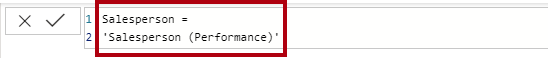 1 Salesperson =
2 'Salesperson (Performance)'